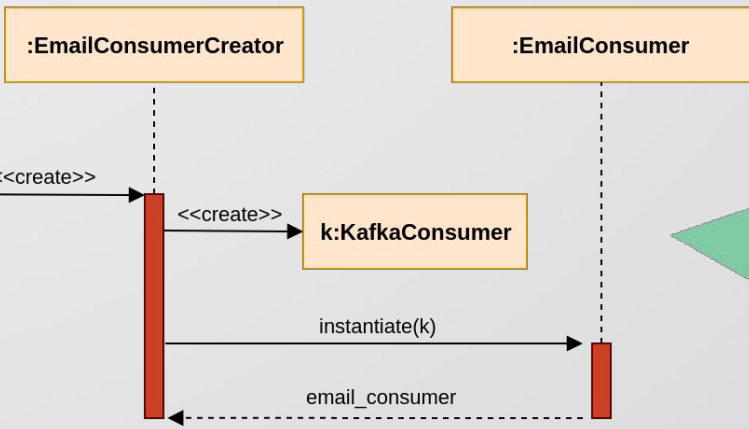 :EmailConsumerCreator
:EmailConsumer
<<create>>
<<create>>
k:KafkaConsumer
instantiate(k)
email_consumer